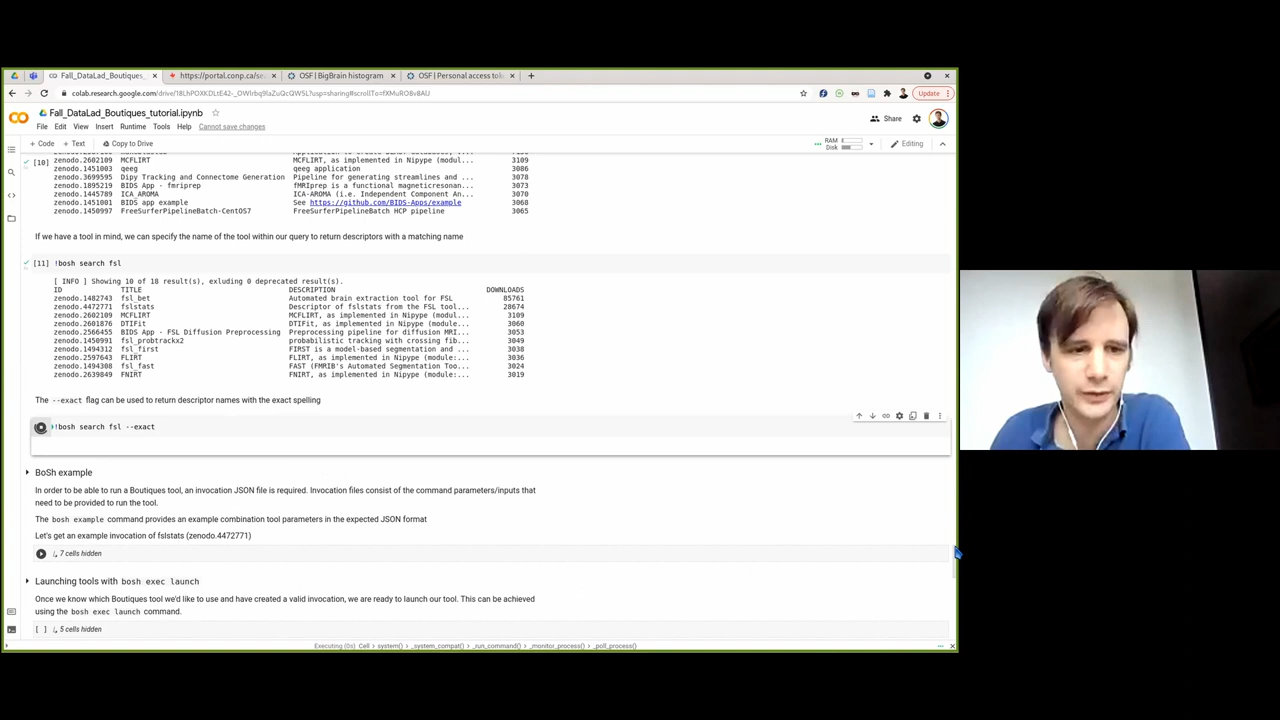 Fall_DataLad_Boutiques_
https://portal.conp.ca/se
OSF | BigBrain histogram
OSF | Personal access tok
colab.research.google.com/drive/
Update
Fall_DataLad_Boutiques_tutorial.ipynb
File Edit View Insert Runtime Tools Help Cannot save changes
Share
+ Code + Text Copy to Drive
RAM
Disk
Editing
[10]
zenodo.2602109 MCFLIRT MCFLIRT, as implemented in Nipype (modul... 3109
zenodo.1451003 qeeg qeeg application 3086
zenodo.3699595 Dipy Tracking and Connectome Generation Pipeline for generating streamlines and ... 3078
zenodo.1895219 BIDS App - fmriprep fMRIprep is a functional magneticresonan... 3073
zenodo.1445789 ICA_AROMA ICA-AROMA (i.e. Independent Component An... 3070
zenodo.1451001 BIDS app example See https://github.com/BIDS-Apps/example 3068
zenodo.1450997 FreeSurferPipelineBatch-CentOS7 FreeSurferPipelineBatch HCP pipeline 3065
If we have a tool in mind, we can specify the name of the tool within our query to return descriptors with a matching name
[11] !bosh search fsl
[ INFO ] Showing 10 of 18 result(s), exluding 0 deprecated result(s).
ID TITLE DESCRIPTION DOWNLOADS
zenodo.1482743 fsl_bet Automated brain extraction tool for FSL 85761
zenodo.4472771 fslstats Descriptor of fslstats from the FSL tool... 28674
zenodo.2602109 MCFLIRT MCFLIRT, as implemented in Nipype (modul... 3109
zenodo.2601876 DTIFit DTIFit, as implemented in Nipype (module... 3060
zenodo.2566455 BIDS App - FSL Diffusion Preprocessing Preprocessing pipeline for diffusion MRI... 3053
zenodo.1450991 fsl_probtrackx2 probabilistic tracking with crossing fib... 3049
zenodo.1494312 fsl_first FIRST is a model-based segmentation and ... 3038
zenodo.2597643 FLIRT FLIRT, as implemented in Nipype (module:... 3036
zenodo.1494308 fsl_fast FAST (FMRIB's Automated Segmentation Too... 3024
zenodo.2639849 FNIRT FNIRT, as implemented in Nipype (module:... 3019
The --exact flag can be used to return descriptor names with the exact spelling
!bosh search fsl --exact
BoSh example
In order to be able to run a Boutiques tool, an invocation JSON file is required. Invocation files consist of the command parameters/inputs that
need to be provided to run the tool.
The bosh example command provides an example combination tool parameters in the expected JSON format
Let's get an example invocation of fslstats (zenodo.4472771)
7 cells hidden
Launching tools with bosh exec launch
Once we know which Boutiques tool we'd like to use and have created a valid invocation, we are ready to launch our tool. This can be achieved
using the bosh exec launch command.
[ ] 5 cells hidden
Executing (0s) Cell > system() > _system_compat() > _run_command() > _monitor_process() > _poll_process()